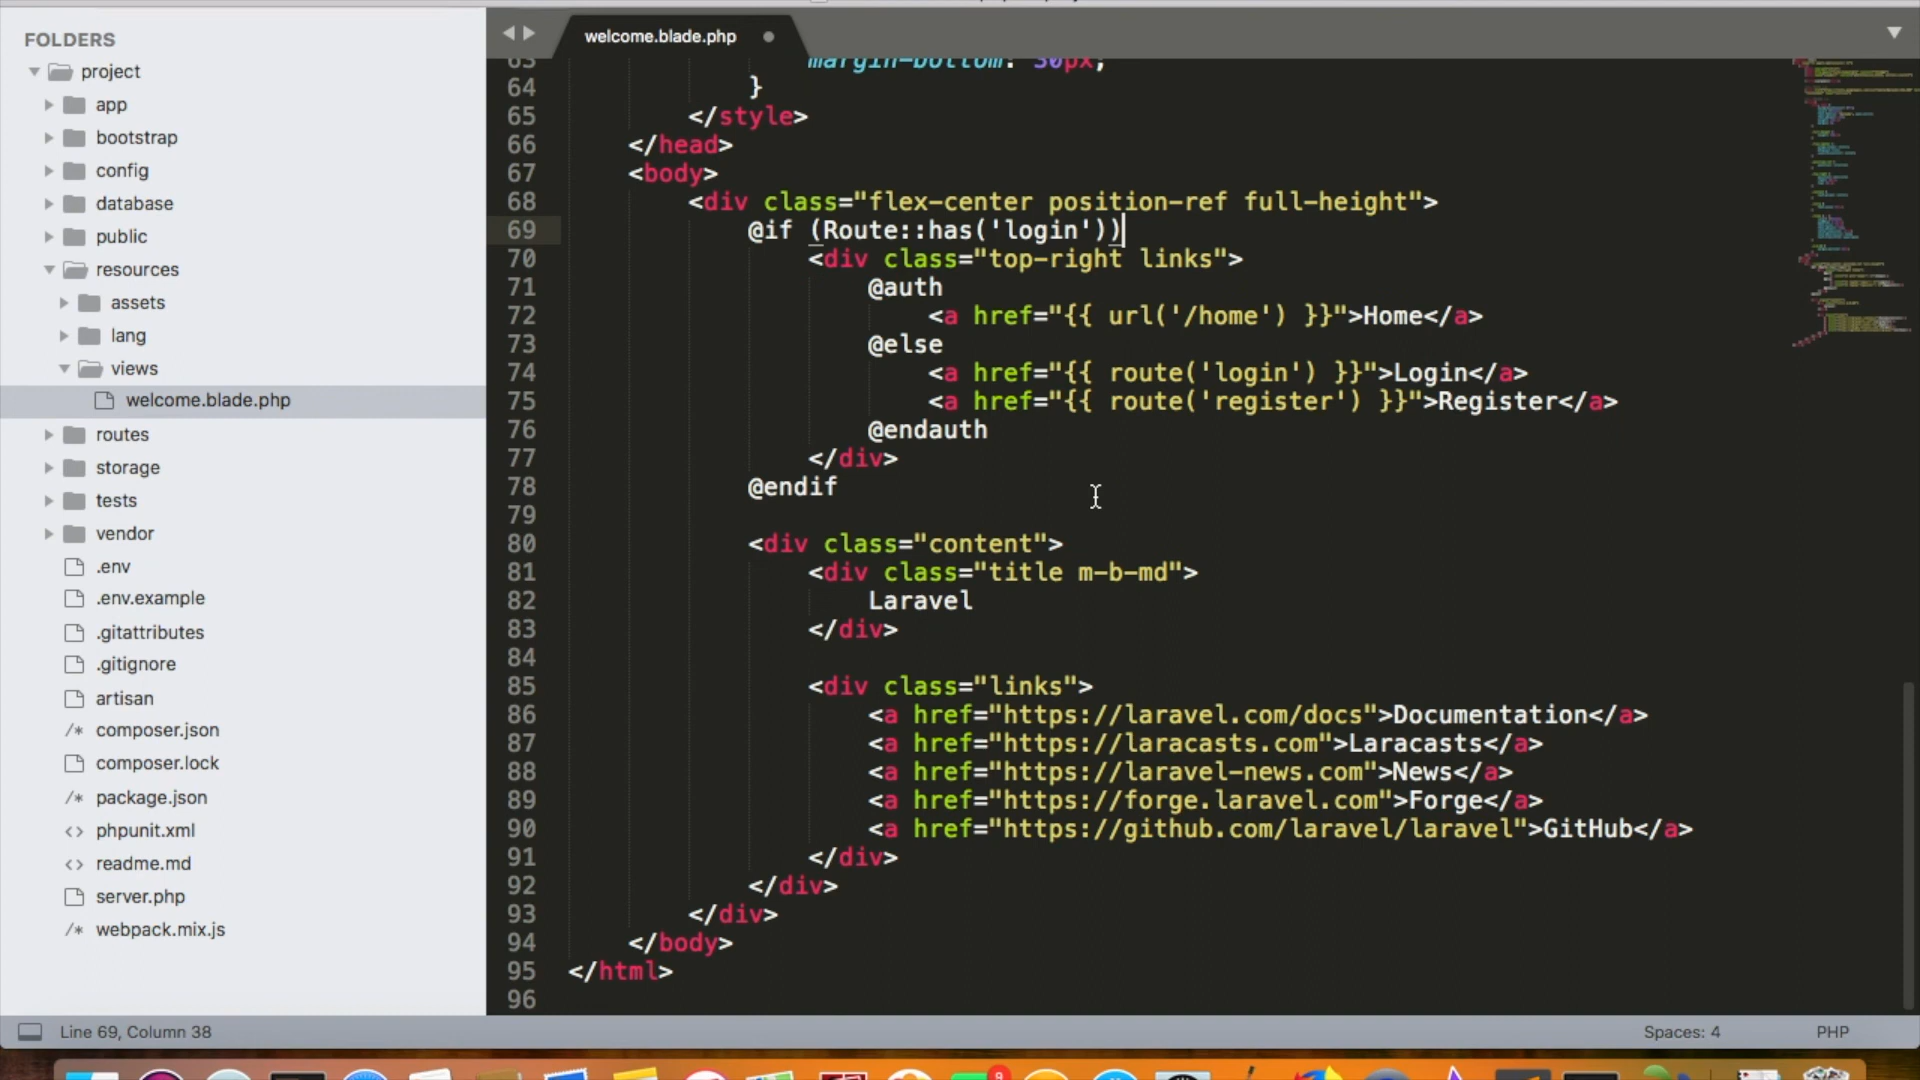 FOLDERS
project
app
bootstrap
config
database
public
resources
assets
lang
views
welcome.blade.php
routes
storage
tests
vendor
.env
.env.example
.gitattributes
.gitignore
artisan
/* composer.json
composer.lock
/* package.json
<> phpunit.xml
<> readme.md
server.php
/* webpack.mix.js
welcome.blade.php
63 margin-bottom: 30px;
64 }
65 </style>
66 </head>
67 <body>
68 <div class="flex-center position-ref full-height">
69 @if (Route::has('login'))
70 <div class="top-right links">
71 @auth
72 <a href="{{ url('/home') }}">Home</a>
73 @else
74 <a href="{{ route('login') }}">Login</a>
75 <a href="{{ route('register') }}">Register</a>
76 @endauth
77 </div>
78 @endif
79
80 <div class="content">
81 <div class="title m-b-md">
82 Laravel
83 </div>
84
85 <div class="links">
86 <a href="https://laravel.com/docs">Documentation</a>
87 <a href="https://laracasts.com">Laracasts</a>
88 <a href="https://laravel-news.com">News</a>
89 <a href="https://forge.laravel.com">Forge</a>
90 <a href="https://github.com/laravel/laravel">GitHub</a>
91 </div>
92 </div>
93 </div>
94 </body>
95 </html>
96
Line 69, Column 38
Spaces: 4
PHP
9